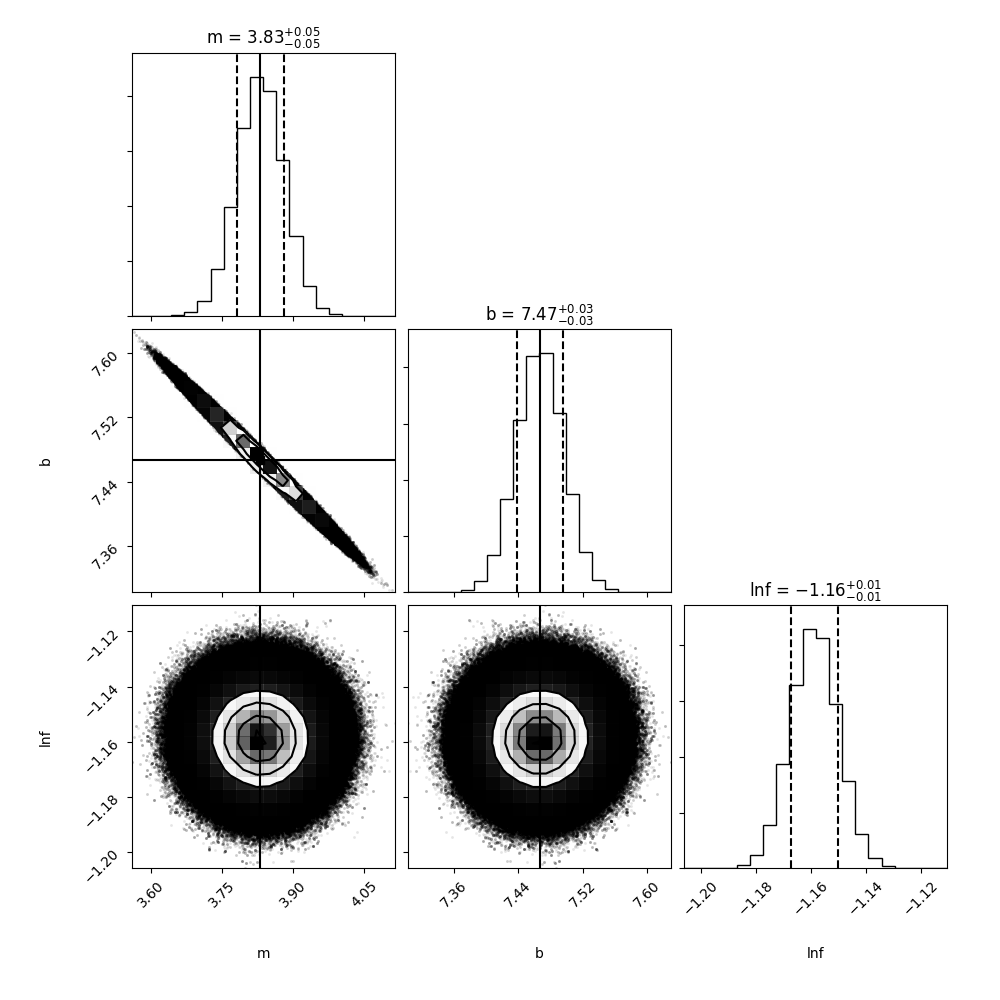 m = 3.83+0.05−0.05
b = 7.47+0.03−0.03
7.60
7.52
7.44
7.36
b
lnf = −1.16+0.01−0.01
−1.12
−1.14
−1.16
−1.18
−1.20
lnf
3.60 3.75 3.90 4.05
7.36 7.44 7.52 7.60
−1.20 −1.18 −1.16 −1.14 −1.12
m b lnf